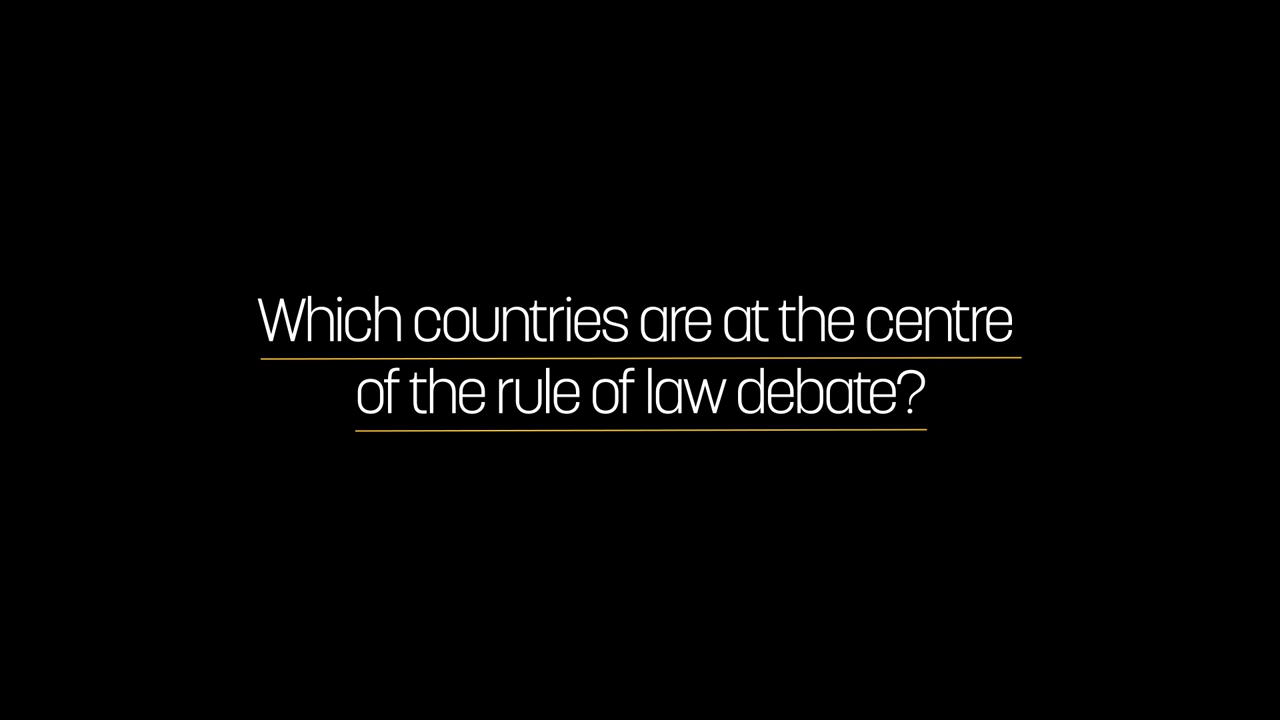 Which countries are at the centre
of the rule of law debate?